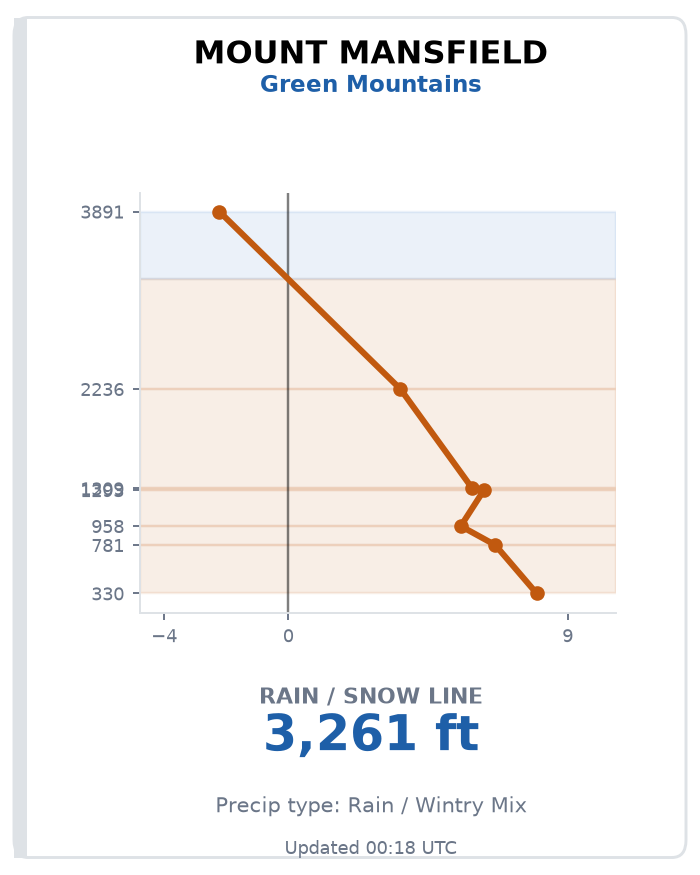 MOUNT MANSFIELD
Green Mountains
3891
2236
958
781
330
−4 0 9
RAIN / SNOW LINE
3,261 ft
Precip type: Rain / Wintry Mix
Updated 00:18 UTC